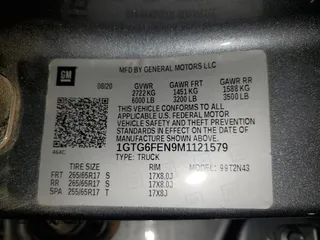 GM
MFD BY GENERAL MOTORS LLC
08/20 GVWR GAWR FRT GAWR RR
2722 KG 1451 KG 1588 KG
6000 LB 3200 LB 3500 LB
THIS VEHICLE CONFORMS TO ALL
APPLICABLE U.S. FEDERAL MOTOR
VEHICLE SAFETY AND THEFT PREVENTION
STANDARDS IN EFFECT ON THE DATE OF
MANUFACTURE SHOWN ABOVE.
464C 1GTG6FEN9M1121579
TYPE: TRUCK MODEL: 99T2N43
TIRE SIZE RIM
FRT 265/65R17 S 17X8.0J
RR 265/65R17 S 17X8.0J
SPA 255/65R17 T 17X8J